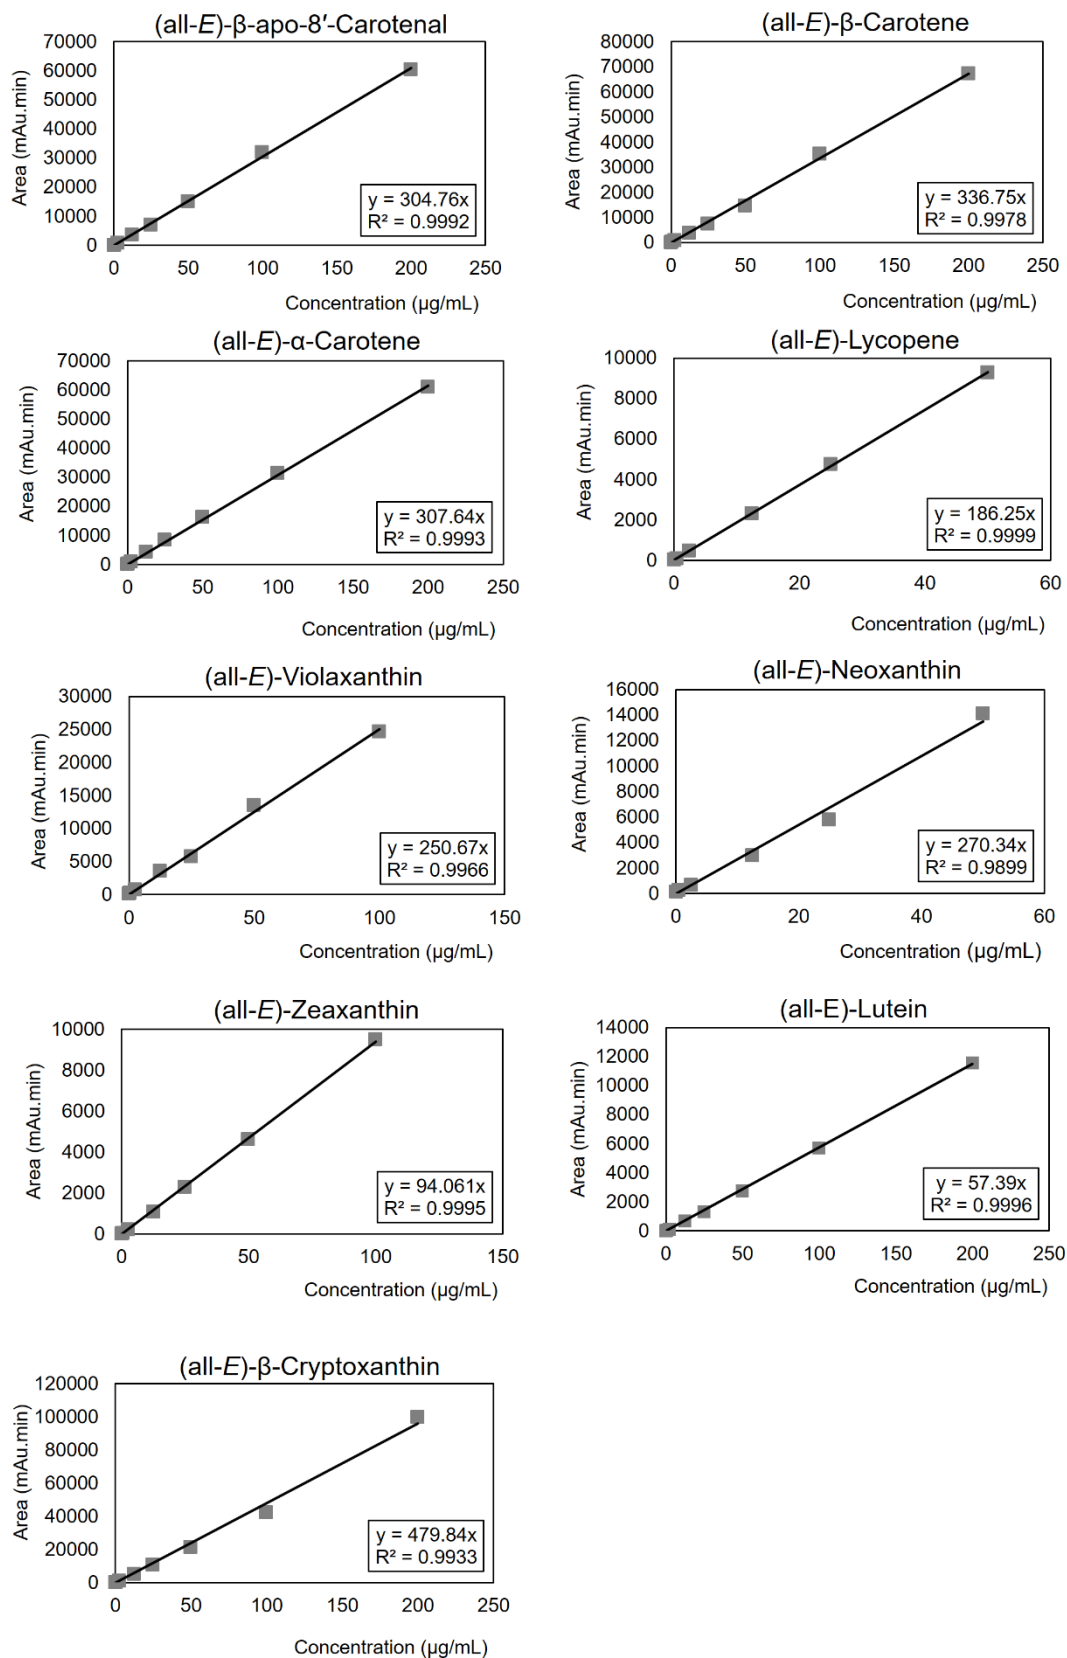 (all-E)-β-apo-8′-Carotenal
70000
60000
50000
40000
30000
20000
10000
0
Area (mAu.min)
y = 304.76x
R² = 0.9992
0 50 100 150 200 250
Concentration (µg/mL)
(all-E)-β-Carotene
80000
70000
60000
50000
40000
30000
20000
10000
0
Area (mAu.min)
y = 336.75x
R² = 0.9978
0 50 100 150 200 250
Concentration (µg/mL)
(all-E)-α-Carotene
70000
60000
50000
40000
30000
20000
10000
0
Area (mAu.min)
y = 307.64x
R² = 0.9993
0 50 100 150 200 250
Concentration (µg/mL)
(all-E)-Lycopene
10000
8000
6000
4000
2000
0
Area (mAu.min)
y = 186.25x
R² = 0.9999
0 20 40 60
Concentration (µg/mL)
(all-E)-Violaxanthin
30000
25000
20000
15000
10000
5000
0
Area (mAu.min)
y = 250.67x
R² = 0.9966
0 50 100 150
Concentration (µg/mL)
(all-E)-Neoxanthin
16000
14000
12000
10000
8000
6000
4000
2000
0
Area (mAu.min)
y = 270.34x
R² = 0.9899
0 20 40 60
Concentration (µg/mL)
(all-E)-Zeaxanthin
10000
8000
6000
4000
2000
0
Area (mAu.min)
y = 94.061x
R² = 0.9995
0 50 100 150
Concentration (µg/mL)
(all-E)-Lutein
14000
12000
10000
8000
6000
4000
2000
0
Area (mAu.min)
y = 57.39x
R² = 0.9996
0 50 100 150 200 250
Concentration (µg/mL)
(all-E)-β-Cryptoxanthin
120000
100000
80000
60000
40000
20000
0
Area (mAu.min)
y = 479.84x
R² = 0.9933
0 50 100 150 200 250
Concentration (µg/mL)